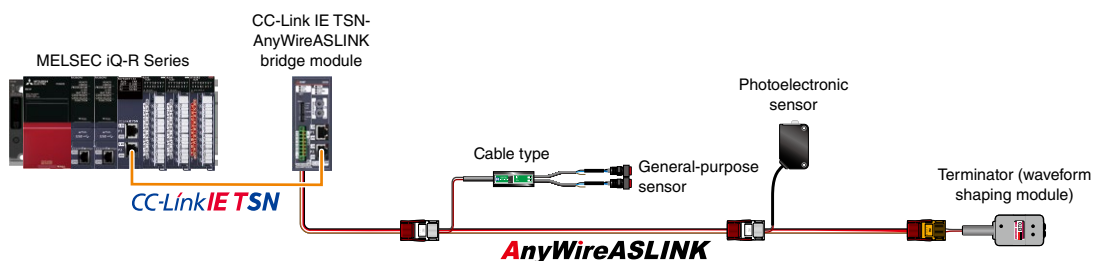 CC-Link IE TSN-
AnyWireASLINK
bridge module
MELSEC iQ-R Series
Photoelectronic
sensor
Cable type
General-purpose
sensor
Terminator (waveform
shaping module)
CC-Link IE TSN
AnyWireASLINK